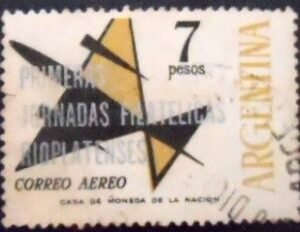 7
pesos
PRIMERAS
JORNADAS FILATELICAS
RIOPLATENSES
ARGENTINA
CORREO AEREO
CASA DE MONEDA DE LA NACION